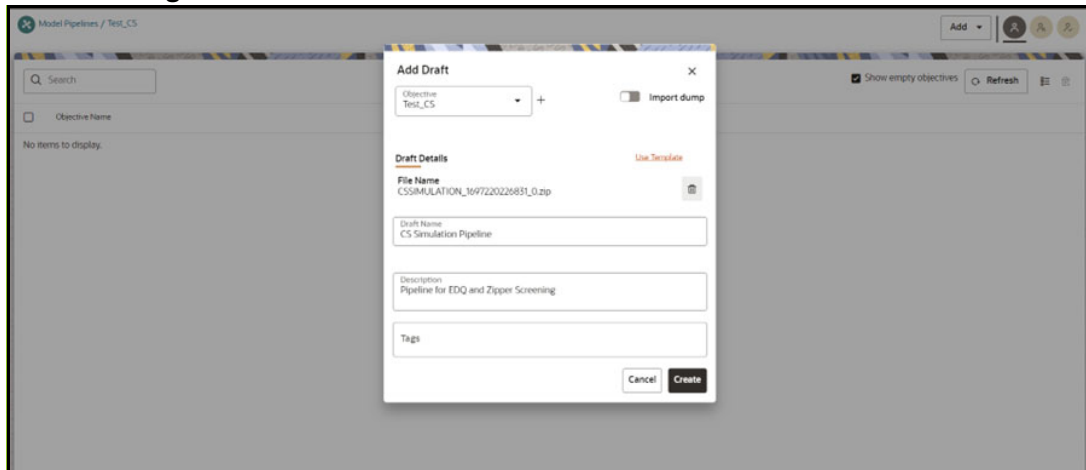 Model Pipelines / Test_CS
Add
Search
Show empty objectives
Refresh
Objective Name
No items to display.
Add Draft
Objective
Test_CS
Import dump
Draft Details
Use Template
File Name
CSSIMULATION_1697220226831_0.zip
Draft Name
CS Simulation Pipeline
Description
Pipeline for EDQ and Zipper Screening
Tags
Cancel
Create